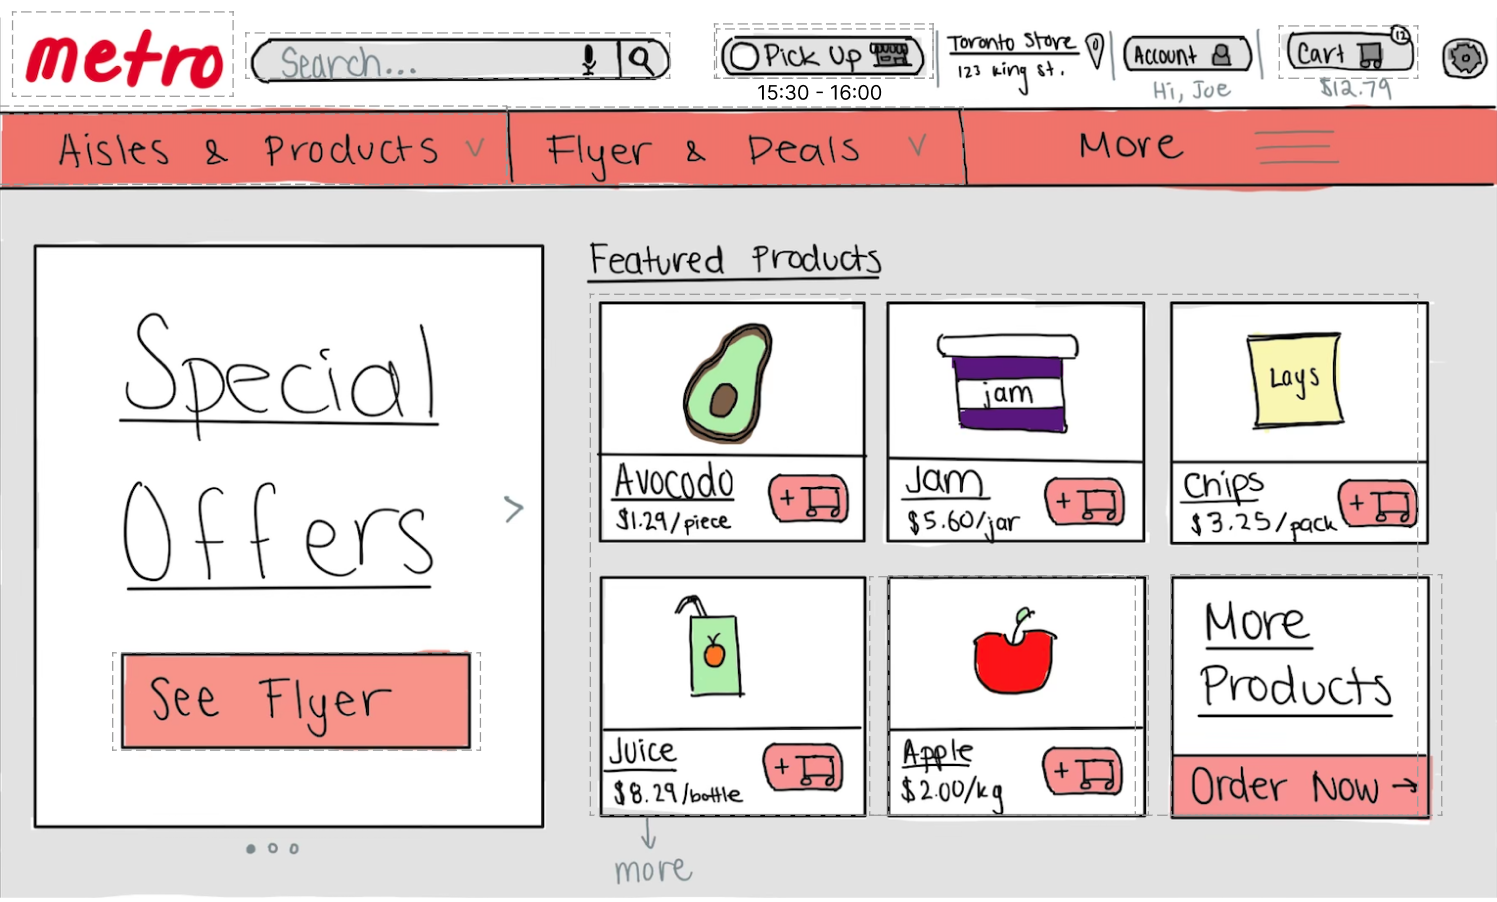 metro
Search...
Pick Up
15:30 - 16:00
Toronto Store
123 King St.
Account
Hi, Joe
Cart
12
$12.79
Aisles & Products
Flyer & Deals
More
Special
Offers
See Flyer
Featured Products
jam
Lays
Avocodo
$1.29/piece
+
Jam
$5.60/jar
+
Chips
$3.25/pack
+
Juice
$8.29/bottle
+
Apple
$2.00/kg
+
More
Products
Order Now →
more